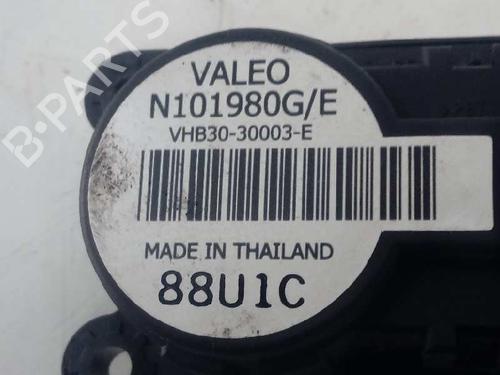 B-PARTS
VALEO
N101980G/E
VHB30-30003-E
MADE IN THAILAND
88U1C